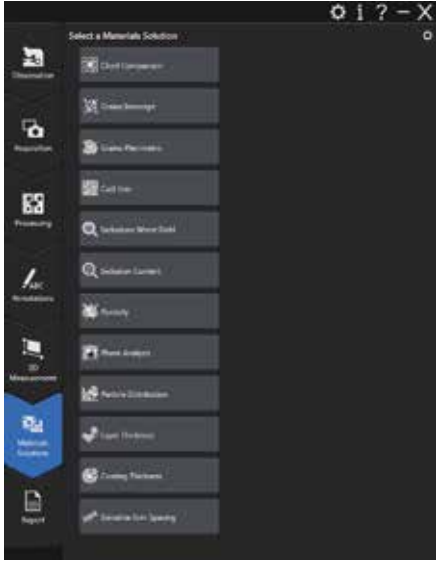 Select a Materials Solution
Observation
Acquisition
Processing
Annotations
3D
Measurement
Materials
Solutions
Report
Chart Comparison
Grains Intercept
Grains Planimetric
Cast Iron
Inclusions Worst Field
Inclusion Content
Porosity
Phase Analysis
Particle Distribution
Layer Thickness
Coating Thickness
Dendrite Arm Spacing